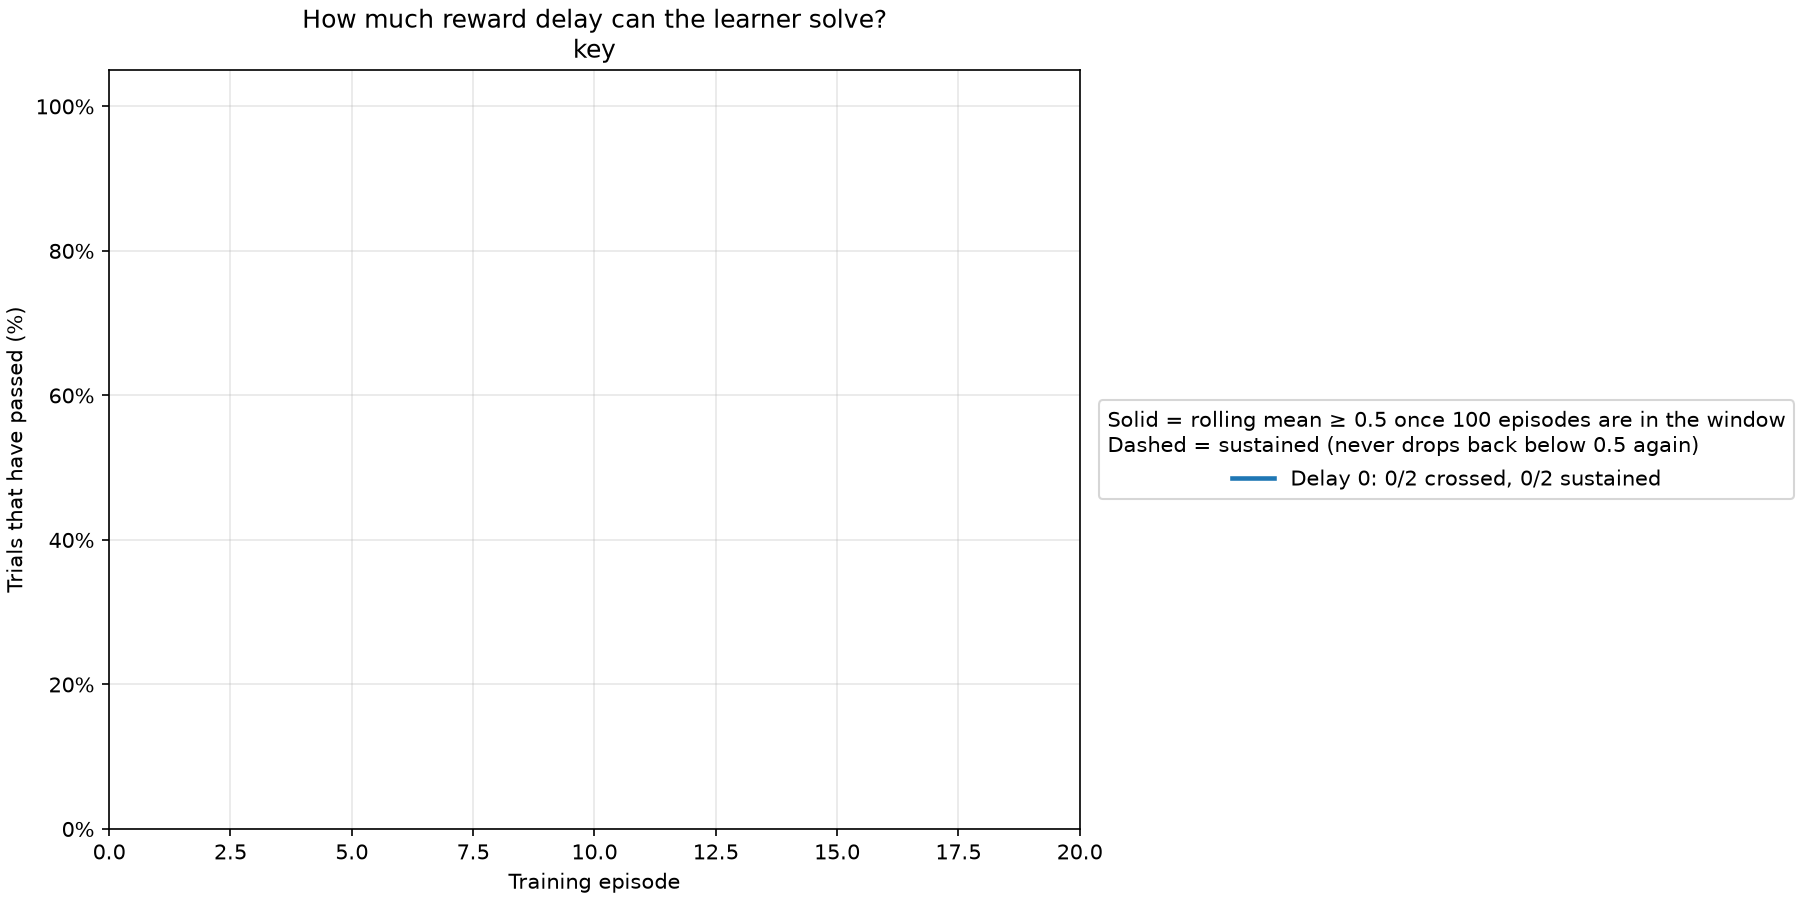 How much reward delay can the learner solve?
key
Trials that have passed (%)
100%
80%
60%
40%
20%
0%
0.0 2.5 5.0 7.5 10.0 12.5 15.0 17.5 20.0
Training episode
Solid = rolling mean ≥ 0.5 once 100 episodes are in the window
Dashed = sustained (never drops back below 0.5 again)
Delay 0: 0/2 crossed, 0/2 sustained